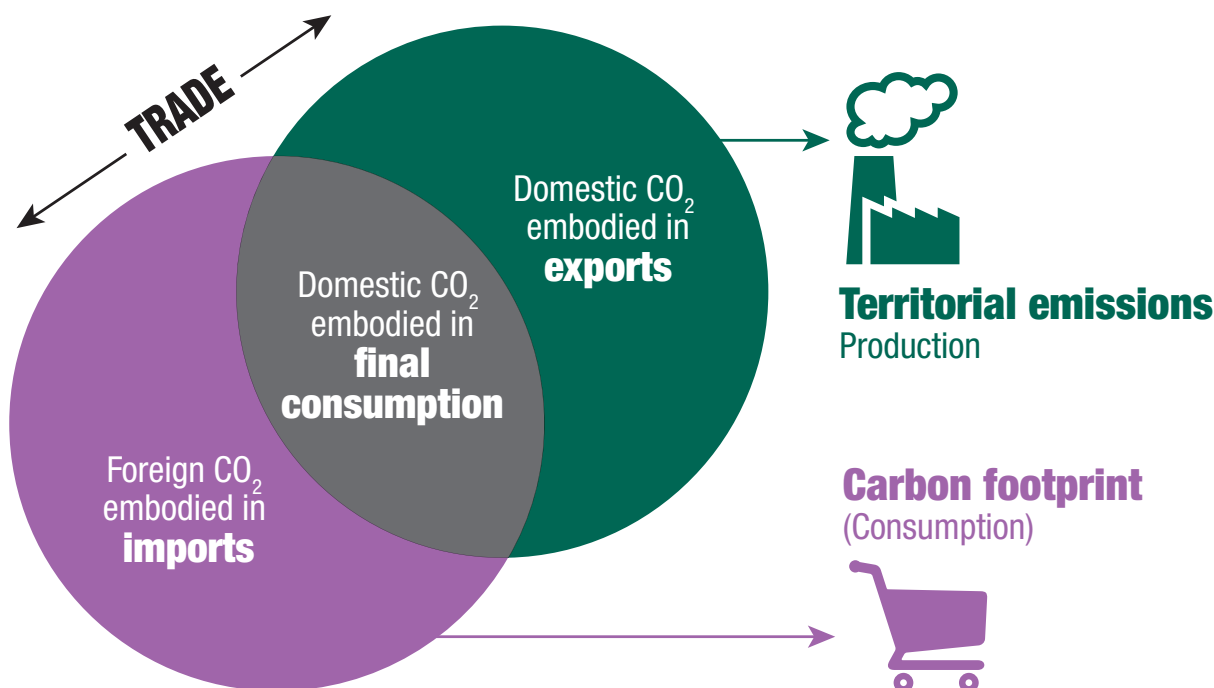 TRADE
Domestic CO₂
embodied in
exports
Domestic CO₂
embodied in
final
consumption
Foreign CO₂
embodied in
imports
Territorial emissions
Production
Carbon footprint
(Consumption)